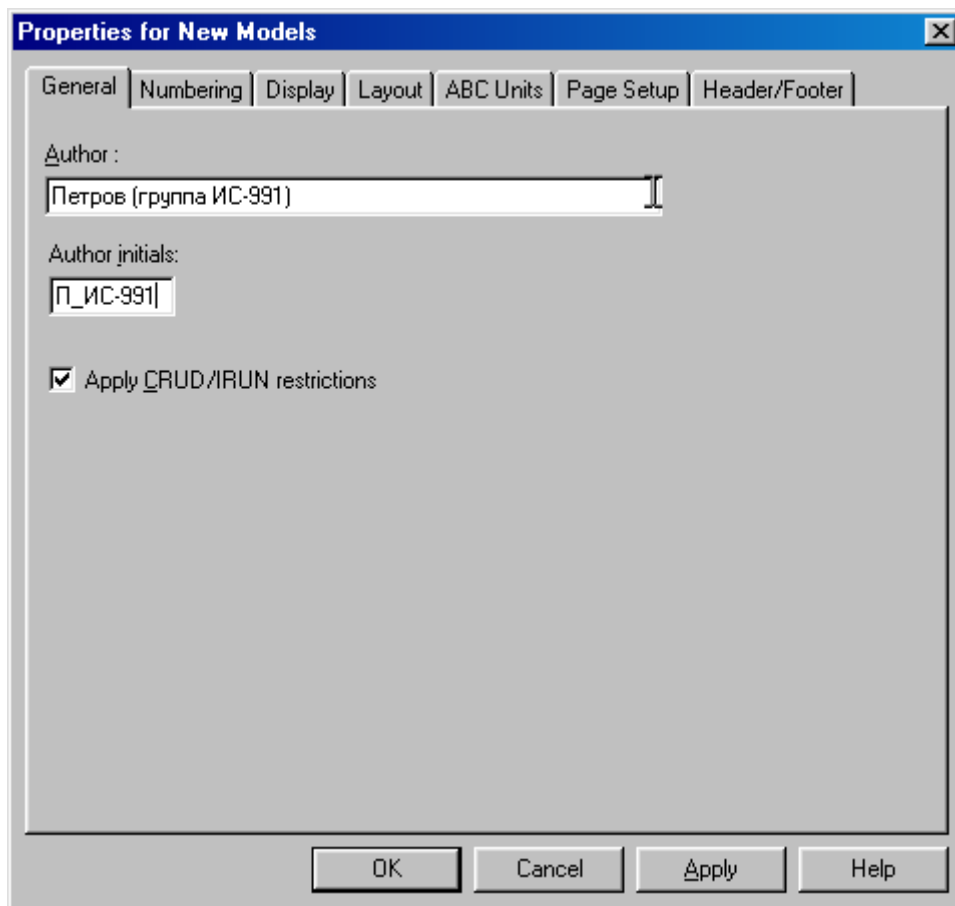 Properties for New Models
General Numbering Display Layout ABC Units Page Setup Header/Footer
Author :
Петров (группа ИС-991)
Author initials:
П_ИС-991
Apply CRUD/IRUN restrictions
OK Cancel Apply Help